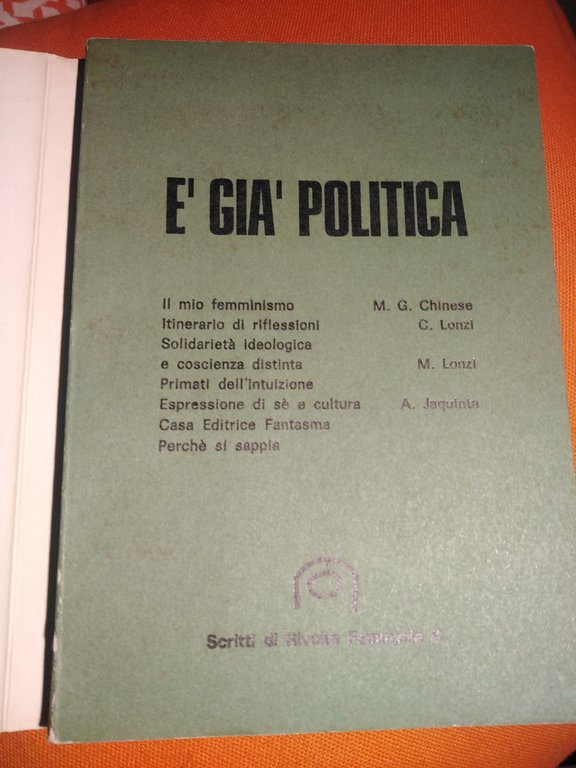 E' GIA' POLITICA
Il mio femminismo M. G. Chinese
Itinerario di riflessioni C. Lonzi
Solidarietà ideologica
e coscienza distinta M. Lonzi
Primati dell'intuizione
Espressione di sè e cultura A. Jaquinta
Casa Editrice Fantasma
Perchè si sappia
Scritti di Rivolta Femminile